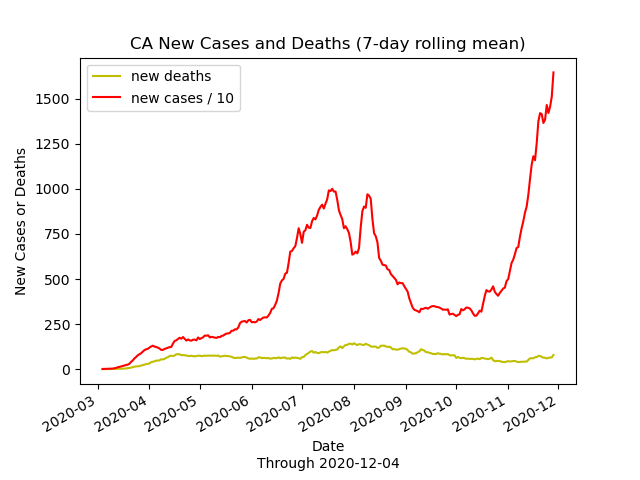 CA New Cases and Deaths (7-day rolling mean)
new deaths
new cases / 10
1500
1250
1000
750
500
250
0
New Cases or Deaths
2020-03
2020-04
2020-05
2020-06
2020-07
2020-08
2020-09
2020-10
2020-11
2020-12
Date
Through 2020-12-04